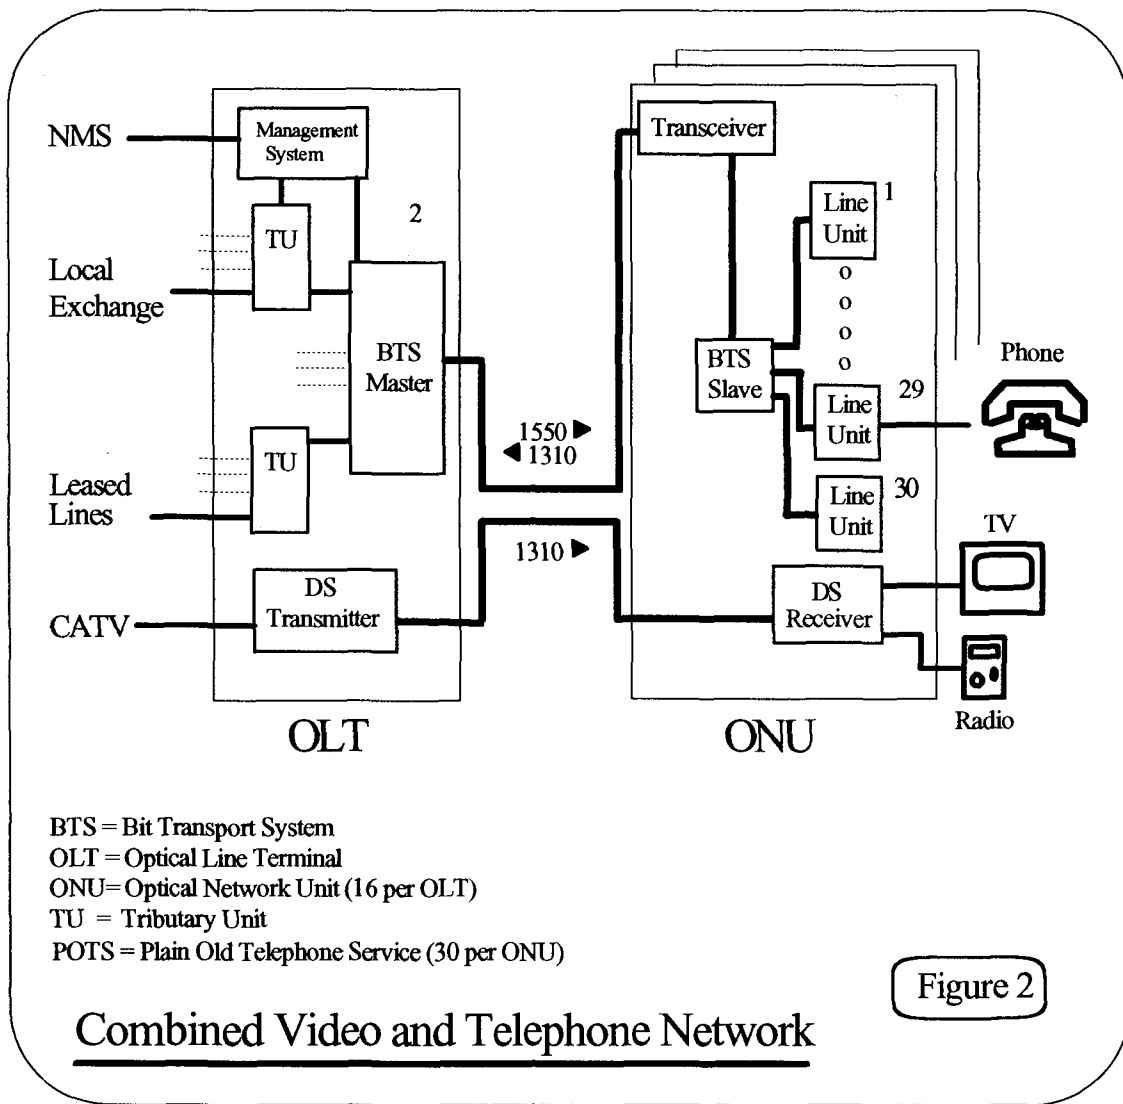 NMS
Management
System
TU
2
Local
Exchange
BTS
Master
TU
Leased
Lines
CATV
DS
Transmitter
OLT
1550 ►
◄ 1310
1310 ►
Transceiver
Line
Unit
1
o
o
o
o
BTS
Slave
Line
Unit
29
Phone
Line
Unit
30
TV
DS
Receiver
Radio
ONU
BTS = Bit Transport System
OLT = Optical Line Terminal
ONU= Optical Network Unit (16 per OLT)
TU = Tributary Unit
POTS = Plain Old Telephone Service (30 per ONU)
Figure 2
Combined Video and Telephone Network